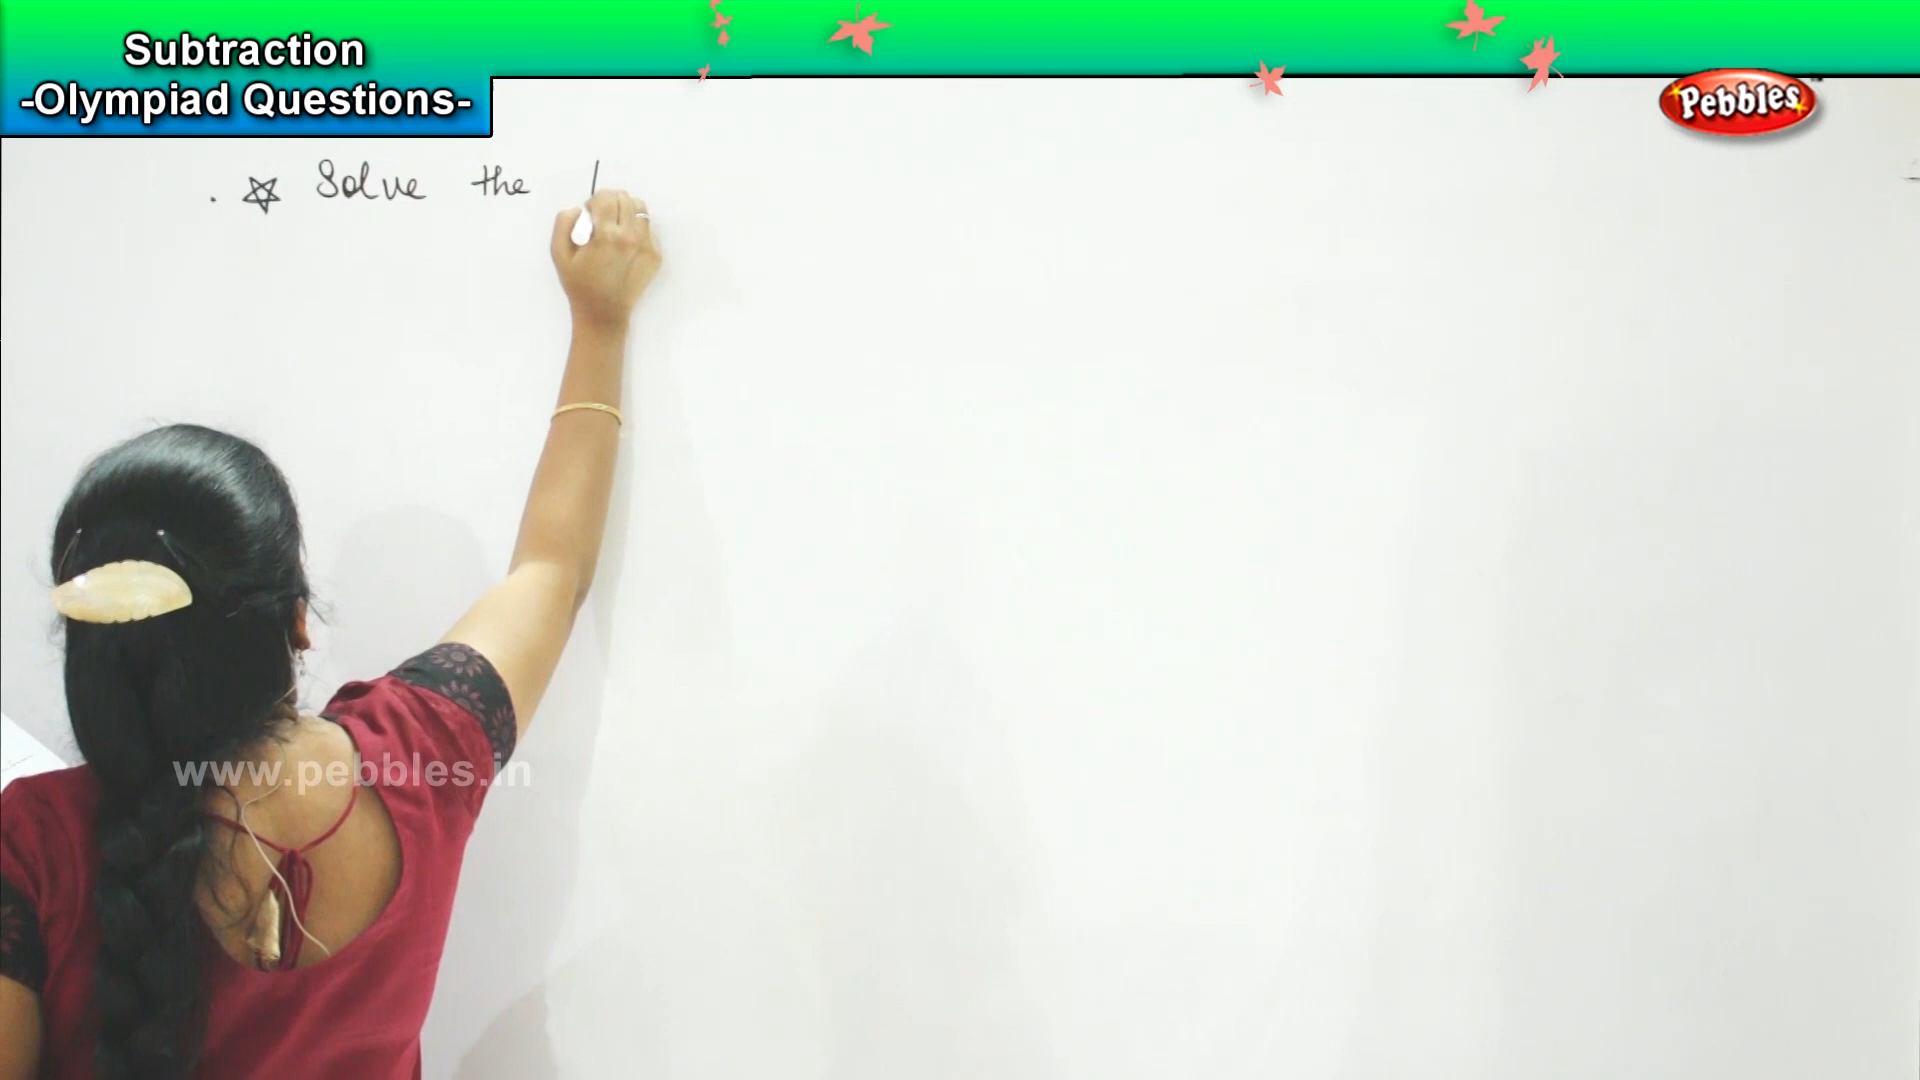 Subtraction
-Olympiad Questions-
Pebbles
. ☆ Solve the
www.pebbles.in